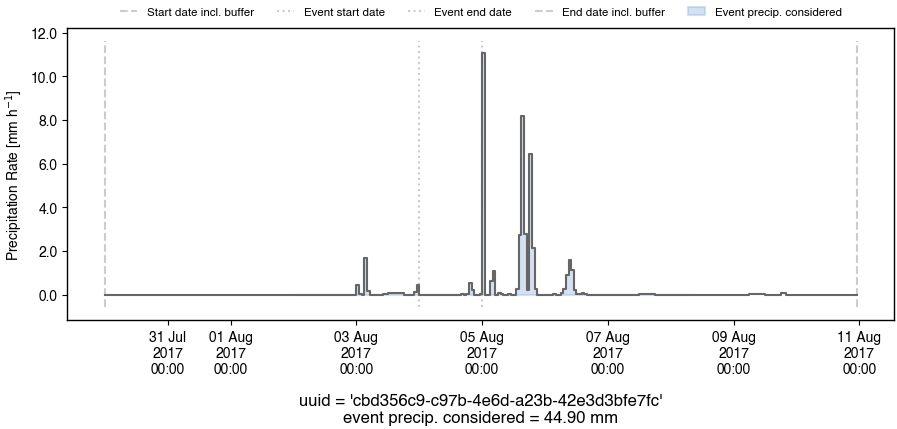 Start date incl. buffer
Event start date
Event end date
End date incl. buffer
Event precip. considered
Precipitation Rate [mm h⁻¹]
12.0
10.0
8.0
6.0
4.0
2.0
0.0
31 Jul 2017 00:00
01 Aug 2017 00:00
03 Aug 2017 00:00
05 Aug 2017 00:00
07 Aug 2017 00:00
09 Aug 2017 00:00
11 Aug 2017 00:00
uuid = 'cbd356c9-c97b-4e6d-a23b-42e3d3bfe7fc'
event precip. considered = 44.90 mm